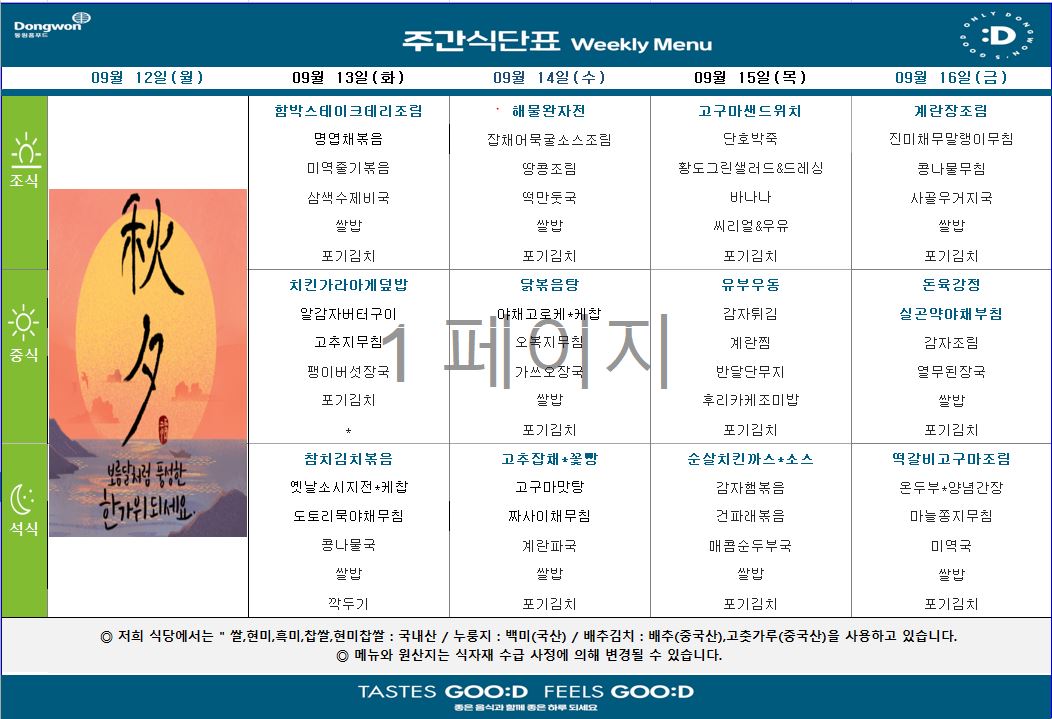 Dongwon
동원홈푸드
주간식단표 Weekly Menu
ONLY DONGWON'S GOOD
:D
09월 12일(월) 09월 13일(화) 09월 14일(수) 09월 15일(목) 09월 16일(금)
조식
함박스테이크테리조림 해물완자전 고구마샌드위치 계란장조림
명엽채볶음 잡채어묵굴소스조림 단호박죽 진미채무말랭이무침
미역줄기볶음 땅콩조림 황도그린샐러드&드레싱 콩나물무침
삼색수제비국 떡만둣국 바나나 사골우거지국
쌀밥 쌀밥 씨리얼&우유 쌀밥
포기김치 포기김치 포기김치 포기김치
중식
치킨가라아게덮밥 닭볶음탕 유부우동 돈육강정
알감자버터구이 야채고로케*케찹 감자튀김 실곤약야채무침
고추지무침 오복지무침 계란찜 감자조림
팽이버섯장국 가쓰오장국 반달단무지 열무된장국
포기김치 쌀밥 후리카케조미밥 쌀밥
* 포기김치 포기김치 포기김치
1 페이지
석식
참치김치볶음 고추잡채*꽃빵 순살치킨까스*소스 떡갈비고구마조림
옛날소시지전*케찹 고구마맛탕 감자햄볶음 온두부*양념간장
도토리묵야채무침 짜사이채무침 건파래볶음 마늘쫑지무침
콩나물국 계란파국 매콤순두부국 미역국
쌀밥 쌀밥 쌀밥 쌀밥
깍두기 포기김치 포기김치 포기김치
秋
夕
보름달처럼 풍성한
한가위되세요.
◎ 저희 식당에서는 " 쌀,현미,흑미,찹쌀,현미찹쌀 : 국내산 / 누룽지 : 백미(국산) / 배추김치 : 배추(중국산),고춧가루(중국산)을 사용하고 있습니다.
◎ 메뉴와 원산지는 식자재 수급 사정에 의해 변경될 수 있습니다.
TASTES GOO:D FEELS GOO:D
좋은 음식과 함께 좋은 하루 되세요